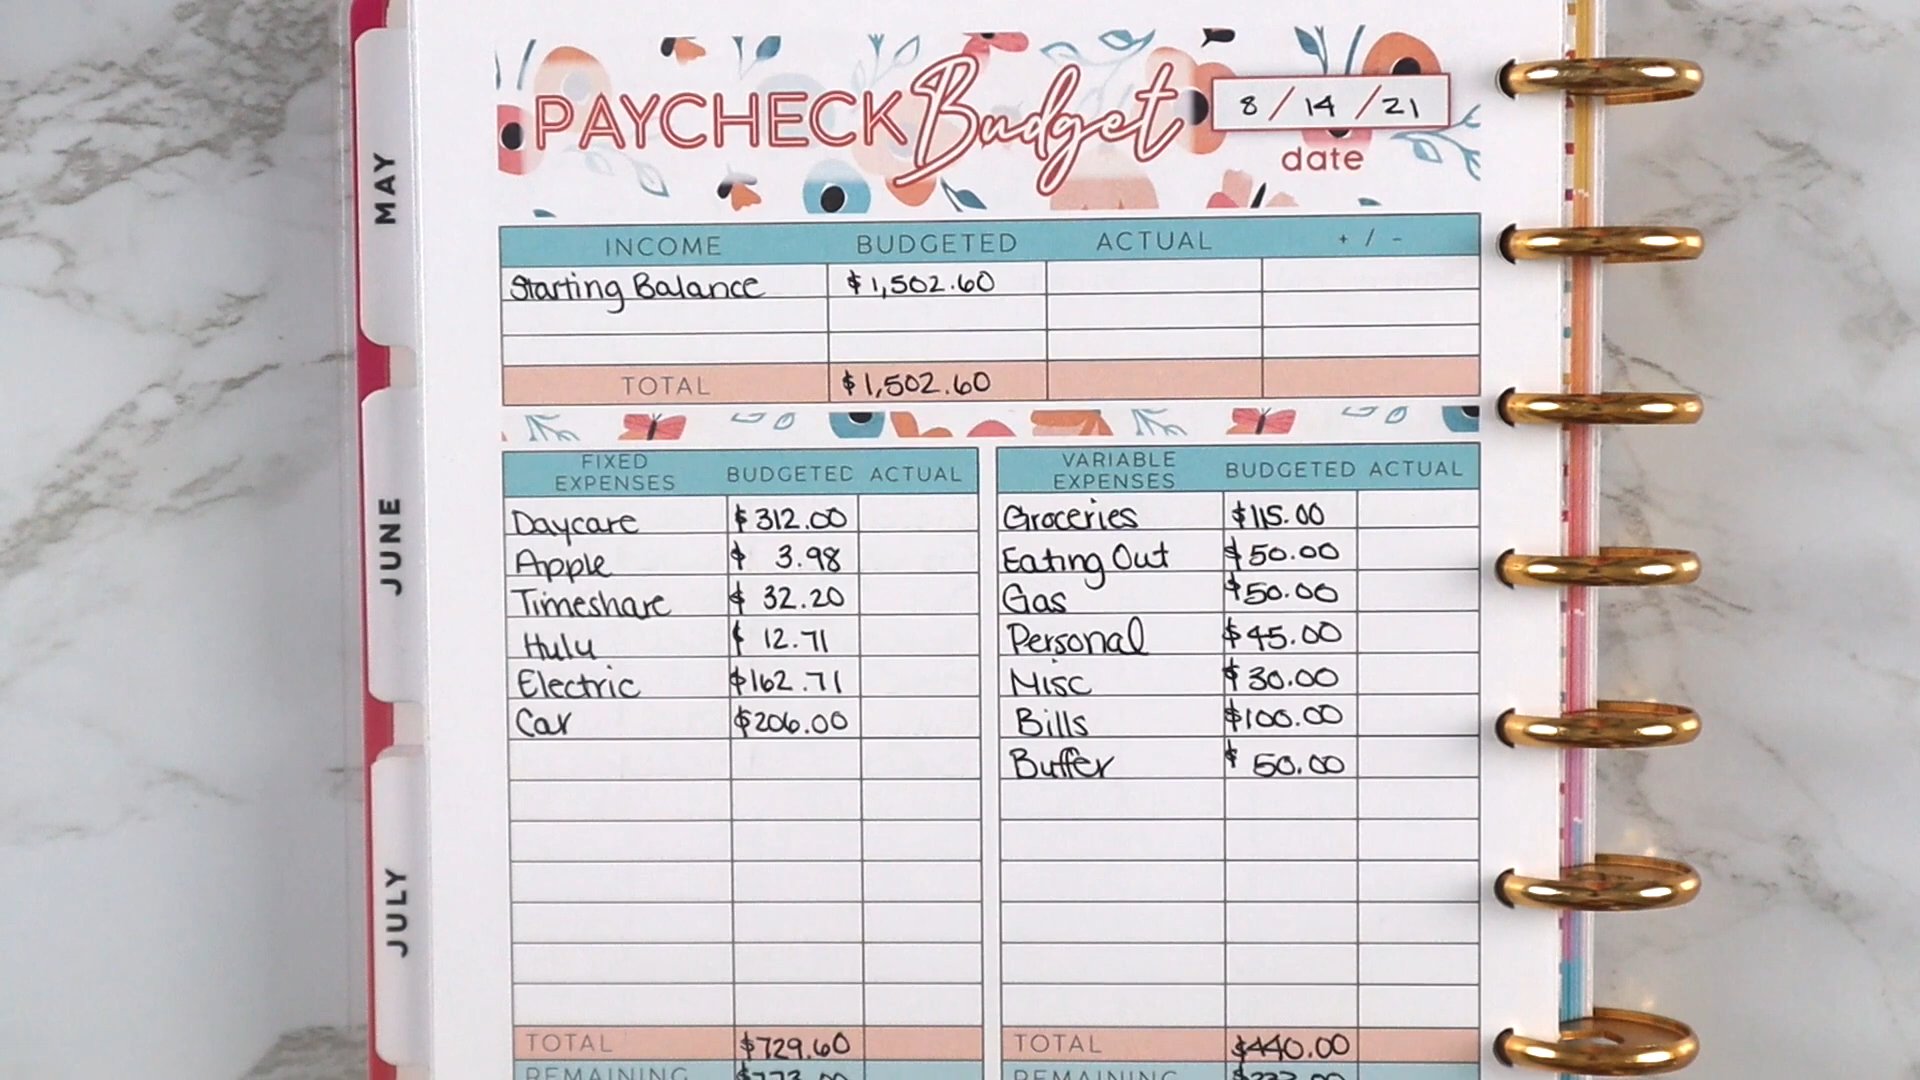 PAYCHECK Budget
8 / 14 / 21
date
MAY
JUNE
JULY
INCOME BUDGETED ACTUAL + / -
Starting Balance $1,502.60
TOTAL $1,502.60
FIXED EXPENSES BUDGETED ACTUAL
Daycare $312.00
Apple $ 3.98
Timeshare $ 32.20
Hulu $ 12.71
Electric $162.71
Car $206.00
TOTAL $729.60
REMAINING
VARIABLE EXPENSES BUDGETED ACTUAL
Groceries $115.00
Eating Out $50.00
Gas $50.00
Personal $45.00
Misc $30.00
Bills $100.00
Buffer $ 50.00
TOTAL $440.00
REMAINING